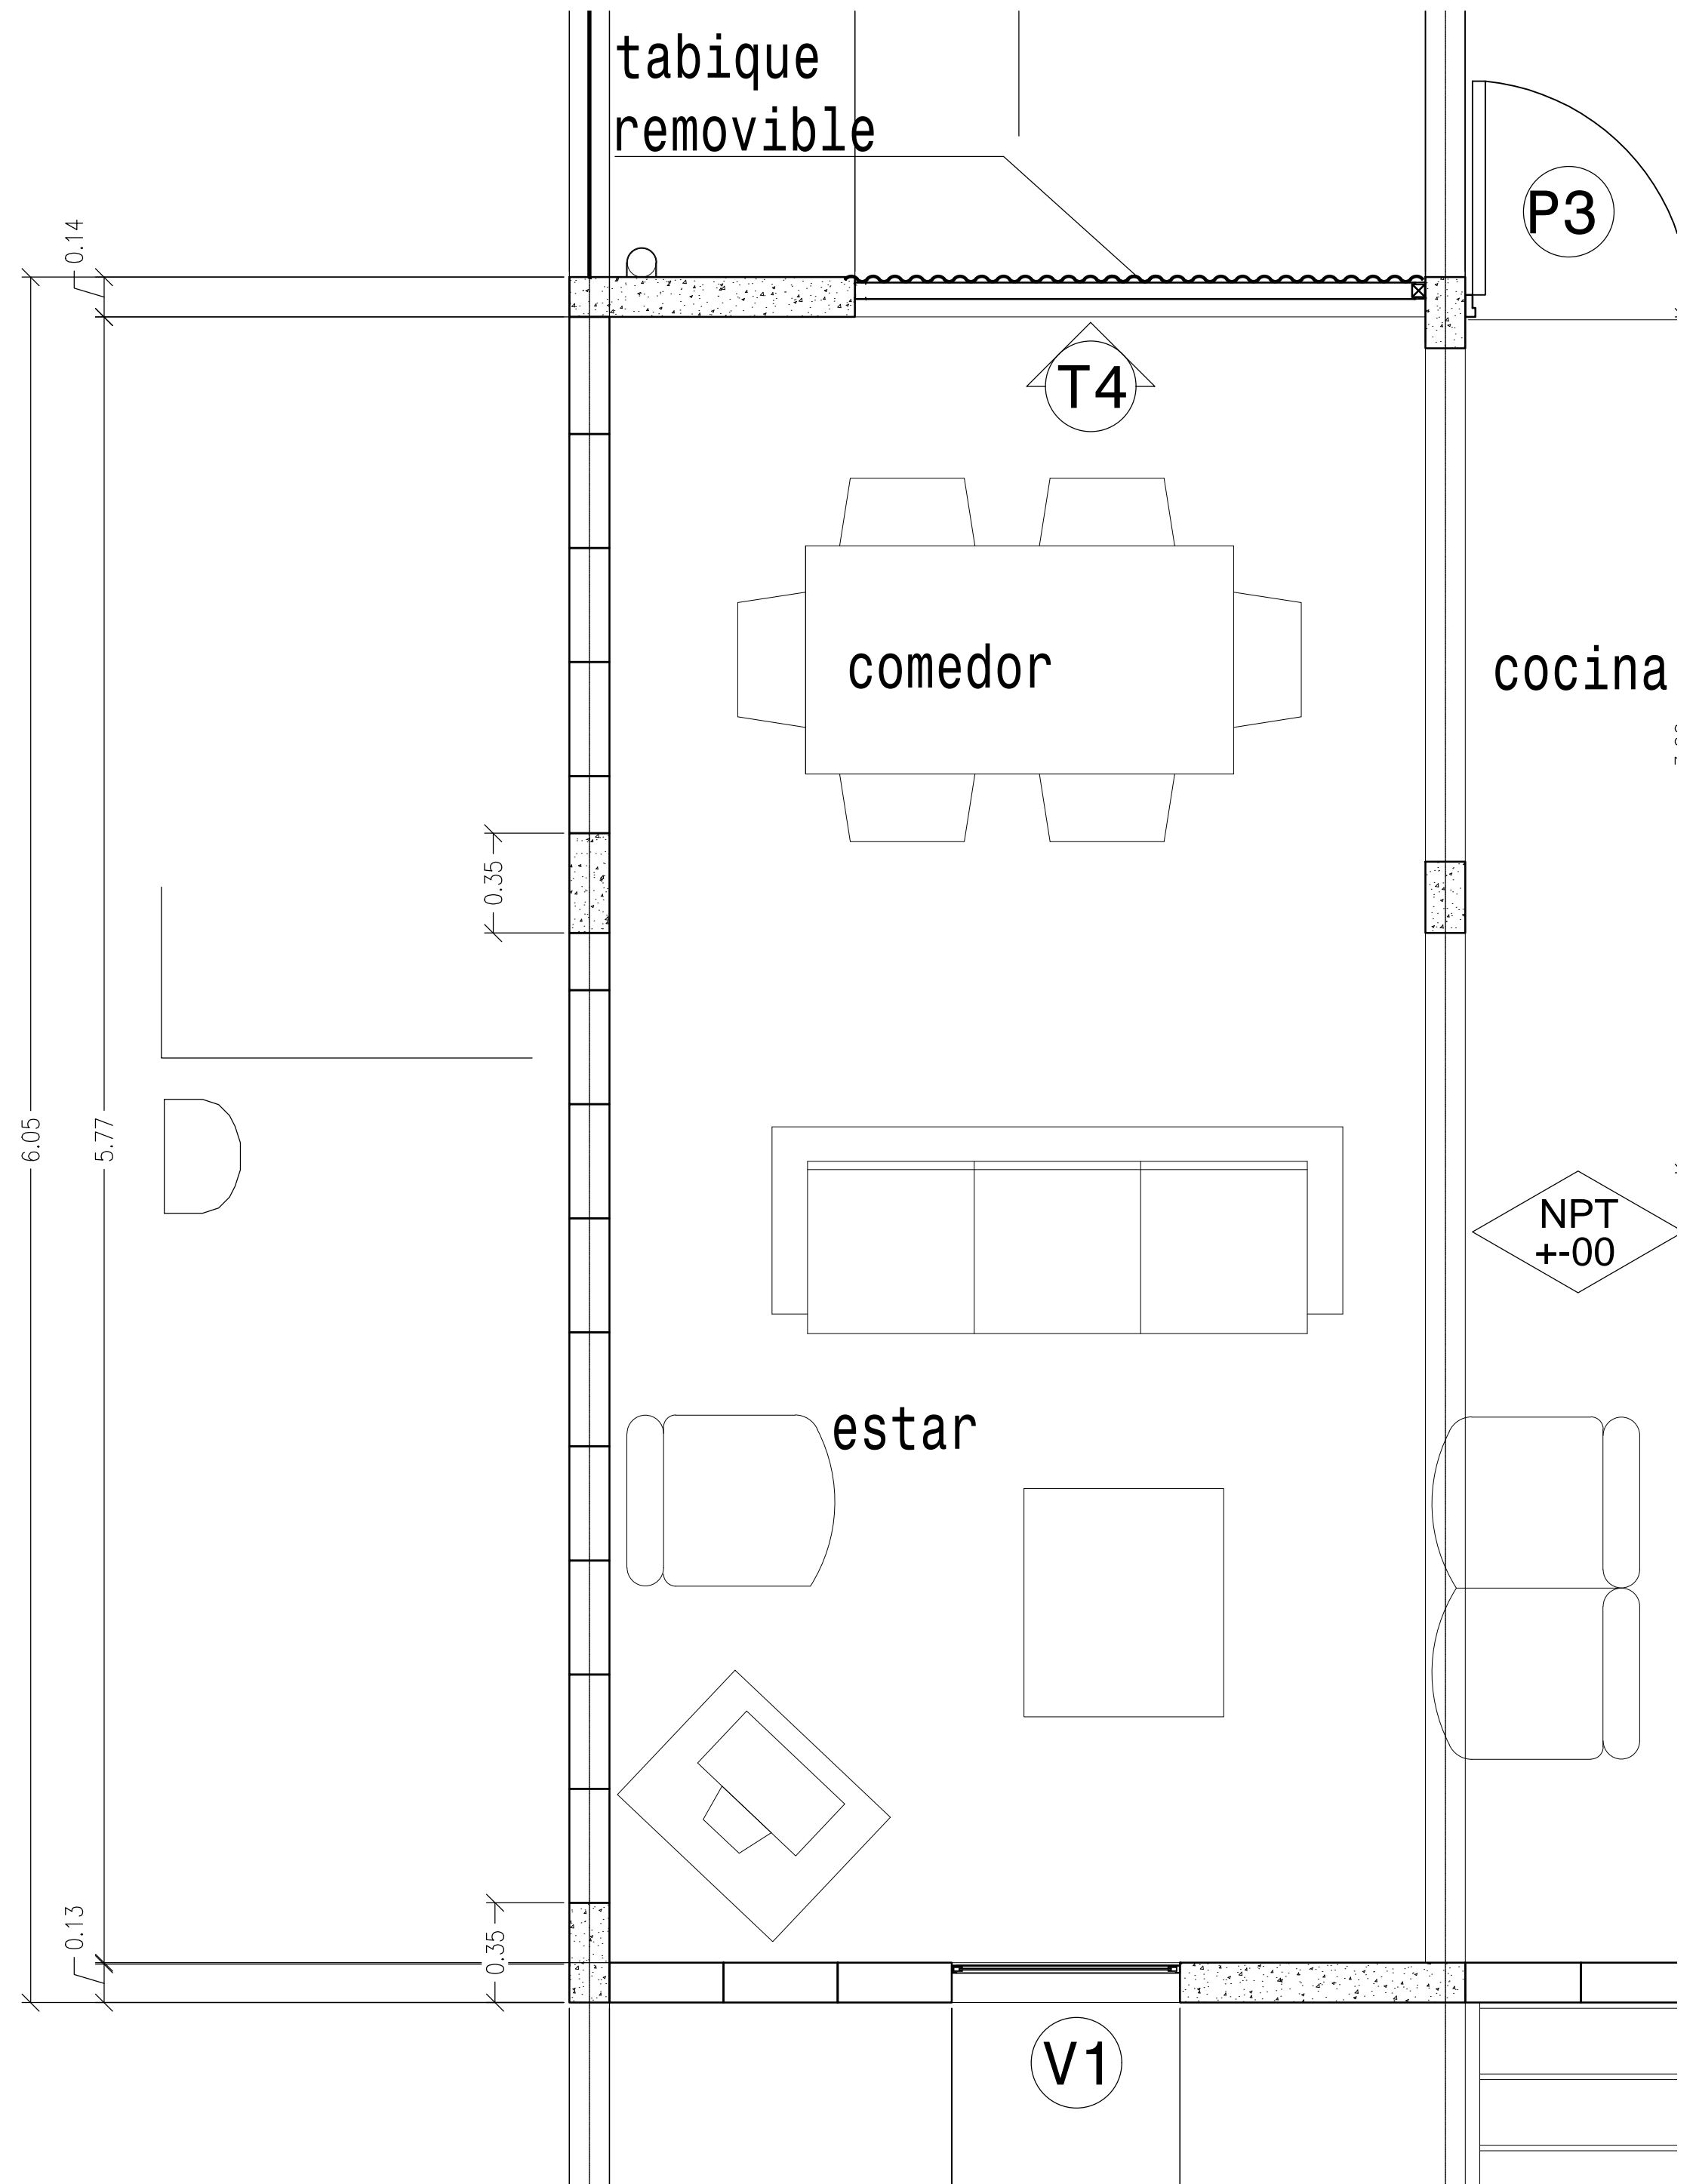 tabique
removible
P3
0.14
T4
comedor
cocina
0.35
6.05
5.77
NPT
+-00
estar
0.13
0.35
V1